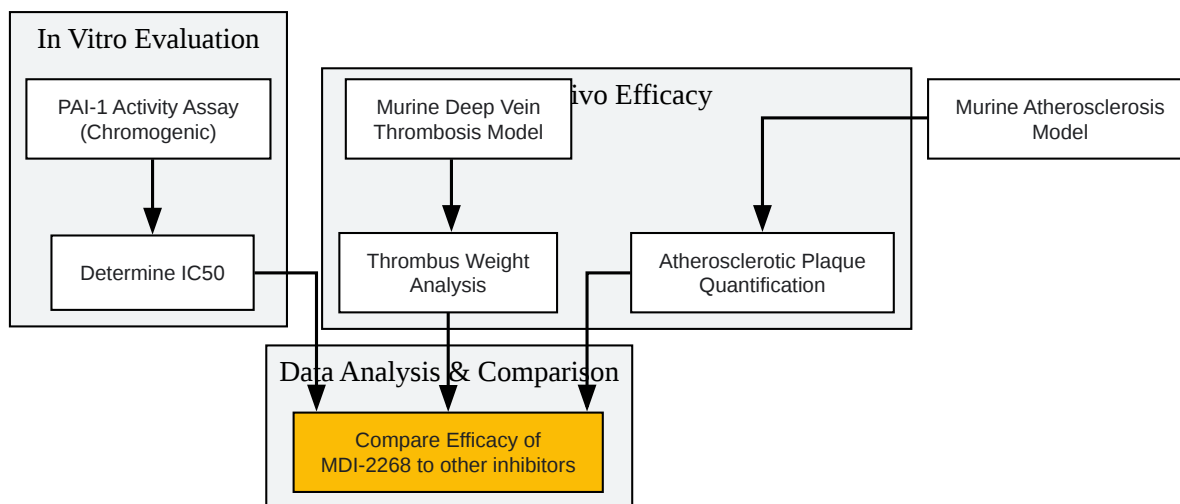 In Vitro Evaluation
PAI-1 Activity Assay
(Chromogenic)
Determine IC50
ivo Efficacy
Murine Deep Vein
Thrombosis Model
Thrombus Weight
Analysis
Murine Atherosclerosis
Model
Atherosclerotic Plaque
Quantification
Data Analysis & Comparison
Compare Efficacy of
MDI-2268 to other inhibitors